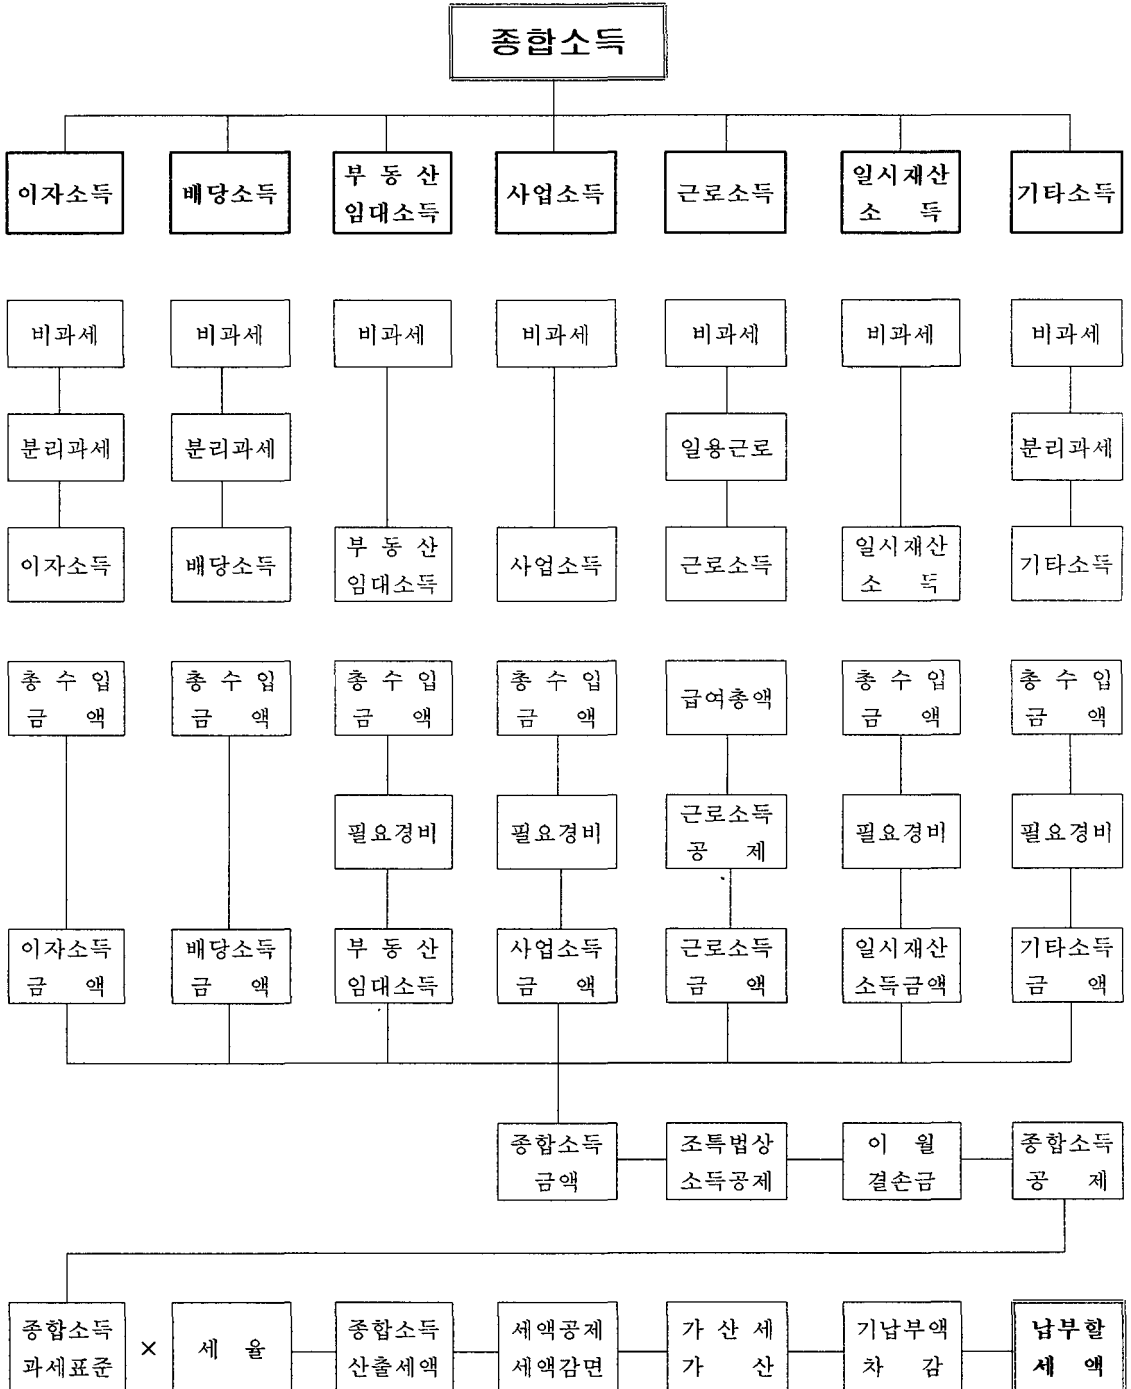 종합소득
이자소득 배당소득 부 동 산 임대소득 사업소득 근로소득 일시재산 소 득 기타소득
비과세 비과세 비과세 비과세 비과세 비과세 비과세
분리과세 분리과세 일용근로 분리과세
이자소득 배당소득 부 동 산 임대소득 사업소득 근로소득 일시재산 소 득 기타소득
총 수 입 금 액 총 수 입 금 액 총 수 입 금 액 총 수 입 금 액 급여총액 총 수 입 금 액 총 수 입 금 액
필요경비 필요경비 근로소득 공 제 필요경비 필요경비
이자소득 금 액 배당소득 금 액 부 동 산 임대소득 사업소득 금 액 근로소득 금 액 일시재산 소득금액 기타소득 금 액
종합소득 금액 조특법상 소득공제 이 월 결손금 종합소득 공 제
종합소득 과세표준 × 세 율 종합소득 산출세액 세액공제 세액감면 가 산 세 가 산 기납부액 차 감 납부할 세 액